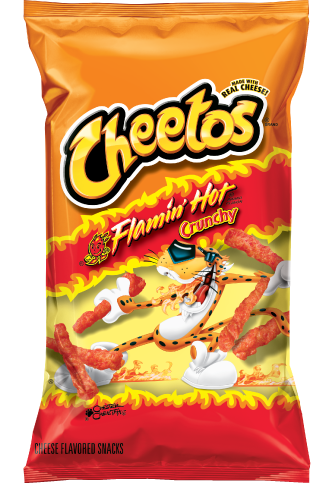 MADE WITH
REAL CHEESE!
Cheetos
Flamin' Hot
Crunchy
CHEESE FLAVORED SNACKS